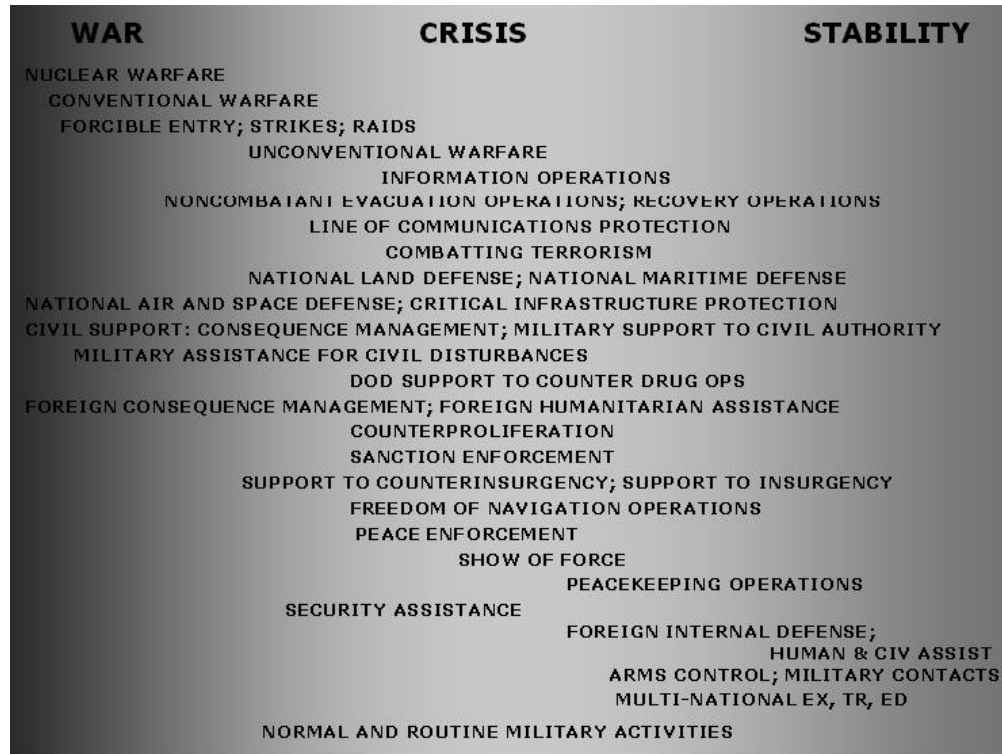 WAR CRISIS STABILITY
NUCLEAR WARFARE
CONVENTIONAL WARFARE
FORCIBLE ENTRY; STRIKES; RAIDS
UNCONVENTIONAL WARFARE
INFORMATION OPERATIONS
NONCOMBATANT EVACUATION OPERATIONS; RECOVERY OPERATIONS
LINE OF COMMUNICATIONS PROTECTION
COMBATTING TERRORISM
NATIONAL LAND DEFENSE; NATIONAL MARITIME DEFENSE
NATIONAL AIR AND SPACE DEFENSE; CRITICAL INFRASTRUCTURE PROTECTION
CIVIL SUPPORT: CONSEQUENCE MANAGEMENT; MILITARY SUPPORT TO CIVIL AUTHORITY
MILITARY ASSISTANCE FOR CIVIL DISTURBANCES
DOD SUPPORT TO COUNTER DRUG OPS
FOREIGN CONSEQUENCE MANAGEMENT; FOREIGN HUMANITARIAN ASSISTANCE
COUNTERPROLIFERATION
SANCTION ENFORCEMENT
SUPPORT TO COUNTERINSURGENCY; SUPPORT TO INSURGENCY
FREEDOM OF NAVIGATION OPERATIONS
PEACE ENFORCEMENT
SHOW OF FORCE
PEACEKEEPING OPERATIONS
SECURITY ASSISTANCE
FOREIGN INTERNAL DEFENSE;
HUMAN & CIV ASSIST
ARMS CONTROL; MILITARY CONTACTS
MULTI-NATIONAL EX, TR, ED
NORMAL AND ROUTINE MILITARY ACTIVITIES